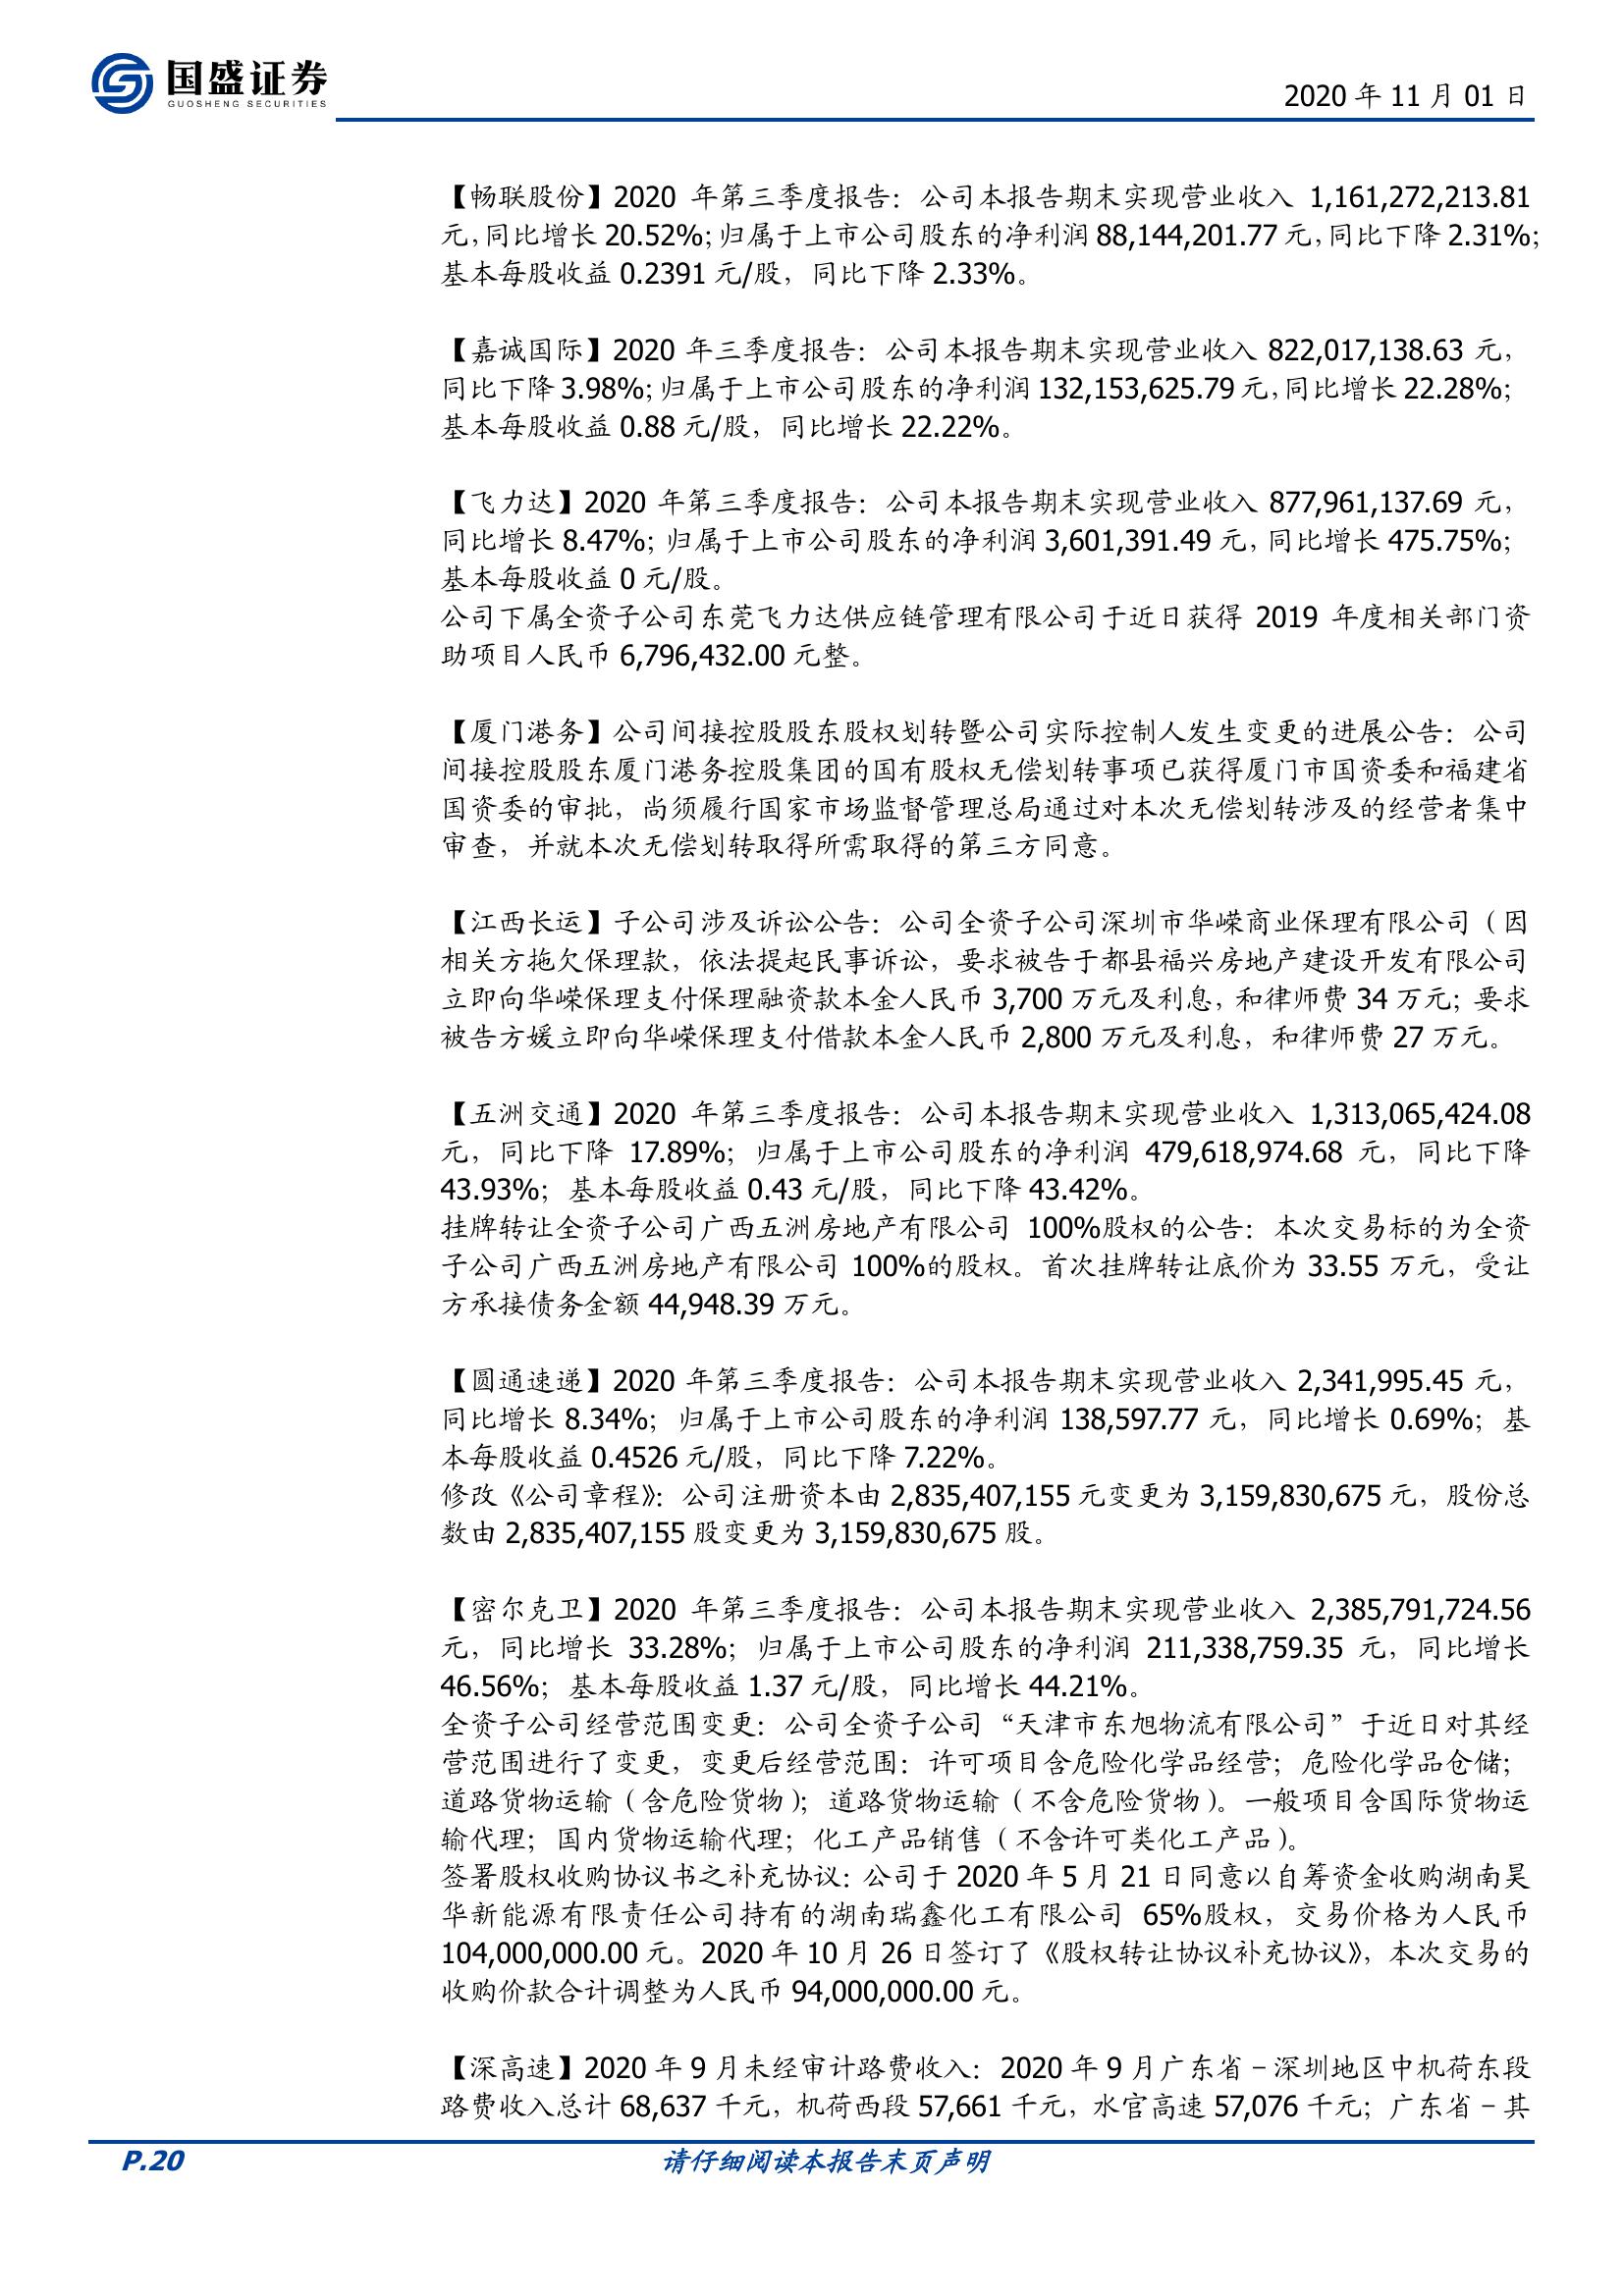 国盛证券
GUOSHENG SECURITIES
2020 年 11 月 01 日
【畅联股份】2020 年第三季度报告：公司本报告期末实现营业收入 1,161,272,213.81
元，同比增长 20.52%；归属于上市公司股东的净利润 88,144,201.77 元，同比下降 2.31%；
基本每股收益 0.2391 元/股，同比下降 2.33%。
【嘉诚国际】2020 年三季度报告：公司本报告期末实现营业收入 822,017,138.63 元，
同比下降 3.98%；归属于上市公司股东的净利润 132,153,625.79 元，同比增长 22.28%；
基本每股收益 0.88 元/股，同比增长 22.22%。
【飞力达】2020 年第三季度报告：公司本报告期末实现营业收入 877,961,137.69 元，
同比增长 8.47%；归属于上市公司股东的净利润 3,601,391.49 元，同比增长 475.75%；
基本每股收益 0 元/股。
公司下属全资子公司东莞飞力达供应链管理有限公司于近日获得 2019 年度相关部门资
助项目人民币 6,796,432.00 元整。
【厦门港务】公司间接控股股东股权划转暨公司实际控制人发生变更的进展公告：公司
间接控股股东厦门港务控股集团的国有股权无偿划转事项已获得厦门市国资委和福建省
国资委的审批，尚须履行国家市场监督管理总局通过对本次无偿划转涉及的经营者集中
审查，并就本次无偿划转取得所需取得的第三方同意。
【江西长运】子公司涉及诉讼公告：公司全资子公司深圳市华嵘商业保理有限公司（因
相关方拖欠保理款，依法提起民事诉讼，要求被告于都县福兴房地产建设开发有限公司
立即向华嵘保理支付保理融资款本金人民币 3,700 万元及利息，和律师费 34 万元；要求
被告方媛立即向华嵘保理支付借款本金人民币 2,800 万元及利息，和律师费 27 万元。
【五洲交通】2020 年第三季度报告：公司本报告期末实现营业收入 1,313,065,424.08
元，同比下降 17.89%；归属于上市公司股东的净利润 479,618,974.68 元，同比下降
43.93%；基本每股收益 0.43 元/股，同比下降 43.42%。
挂牌转让全资子公司广西五洲房地产有限公司 100%股权的公告：本次交易标的为全资
子公司广西五洲房地产有限公司 100%的股权。首次挂牌转让底价为 33.55 万元，受让
方承接债务金额 44,948.39 万元。
【圆通速递】2020 年第三季度报告：公司本报告期末实现营业收入 2,341,995.45 元，
同比增长 8.34%；归属于上市公司股东的净利润 138,597.77 元，同比增长 0.69%；基
本每股收益 0.4526 元/股，同比下降 7.22%。
修改《公司章程》：公司注册资本由 2,835,407,155 元变更为 3,159,830,675 元，股份总
数由 2,835,407,155 股变更为 3,159,830,675 股。
【密尔克卫】2020 年第三季度报告：公司本报告期末实现营业收入 2,385,791,724.56
元，同比增长 33.28%；归属于上市公司股东的净利润 211,338,759.35 元，同比增长
46.56%；基本每股收益 1.37 元/股，同比增长 44.21%。
全资子公司经营范围变更：公司全资子公司“天津市东旭物流有限公司”于近日对其经
营范围进行了变更，变更后经营范围：许可项目含危险化学品经营；危险化学品仓储；
道路货物运输（含危险货物）；道路货物运输（不含危险货物）。一般项目含国际货物运
输代理；国内货物运输代理；化工产品销售（不含许可类化工产品）。
签署股权收购协议书之补充协议：公司于 2020 年 5 月 21 日同意以自筹资金收购湖南昊
华新能源有限责任公司持有的湖南瑞鑫化工有限公司 65%股权，交易价格为人民币
104,000,000.00 元。2020 年 10 月 26 日签订了《股权转让协议补充协议》，本次交易的
收购价款合计调整为人民币 94,000,000.00 元。
【深高速】2020 年 9 月未经审计路费收入：2020 年 9 月广东省－深圳地区中机荷东段
路费收入总计 68,637 千元，机荷西段 57,661 千元，水官高速 57,076 千元；广东省－其
P.20
请仔细阅读本报告末页声明